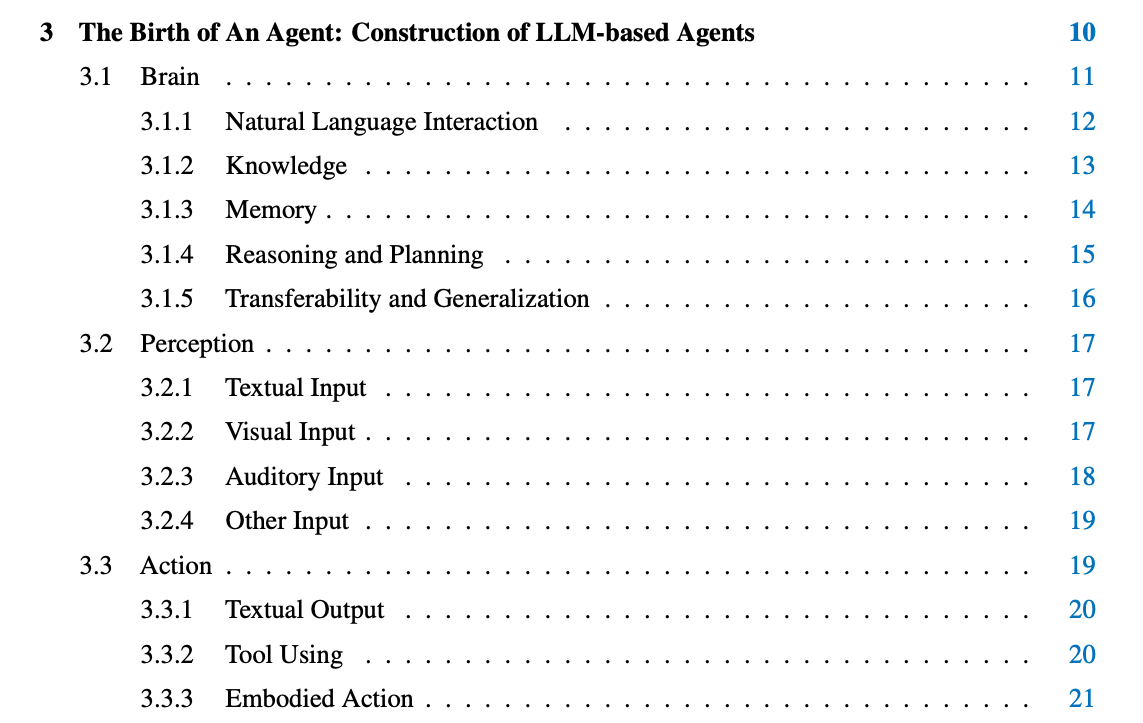 3 The Birth of An Agent: Construction of LLM-based Agents 10
3.1 Brain . . . . . . . . . . . . . . . . . . . . . . . . . . . . . . . . . . . . . . . . . 11
3.1.1 Natural Language Interaction . . . . . . . . . . . . . . . . . . . . . . . . 12
3.1.2 Knowledge . . . . . . . . . . . . . . . . . . . . . . . . . . . . . . . . . . 13
3.1.3 Memory . . . . . . . . . . . . . . . . . . . . . . . . . . . . . . . . . . . . 14
3.1.4 Reasoning and Planning . . . . . . . . . . . . . . . . . . . . . . . . . . . 15
3.1.5 Transferability and Generalization . . . . . . . . . . . . . . . . . . . . . . 16
3.2 Perception . . . . . . . . . . . . . . . . . . . . . . . . . . . . . . . . . . . . . . . 17
3.2.1 Textual Input . . . . . . . . . . . . . . . . . . . . . . . . . . . . . . . . . 17
3.2.2 Visual Input . . . . . . . . . . . . . . . . . . . . . . . . . . . . . . . . . . 17
3.2.3 Auditory Input . . . . . . . . . . . . . . . . . . . . . . . . . . . . . . . . 18
3.2.4 Other Input . . . . . . . . . . . . . . . . . . . . . . . . . . . . . . . . . . 19
3.3 Action . . . . . . . . . . . . . . . . . . . . . . . . . . . . . . . . . . . . . . . . . 19
3.3.1 Textual Output . . . . . . . . . . . . . . . . . . . . . . . . . . . . . . . . 20
3.3.2 Tool Using . . . . . . . . . . . . . . . . . . . . . . . . . . . . . . . . . . 20
3.3.3 Embodied Action . . . . . . . . . . . . . . . . . . . . . . . . . . . . . . . 21